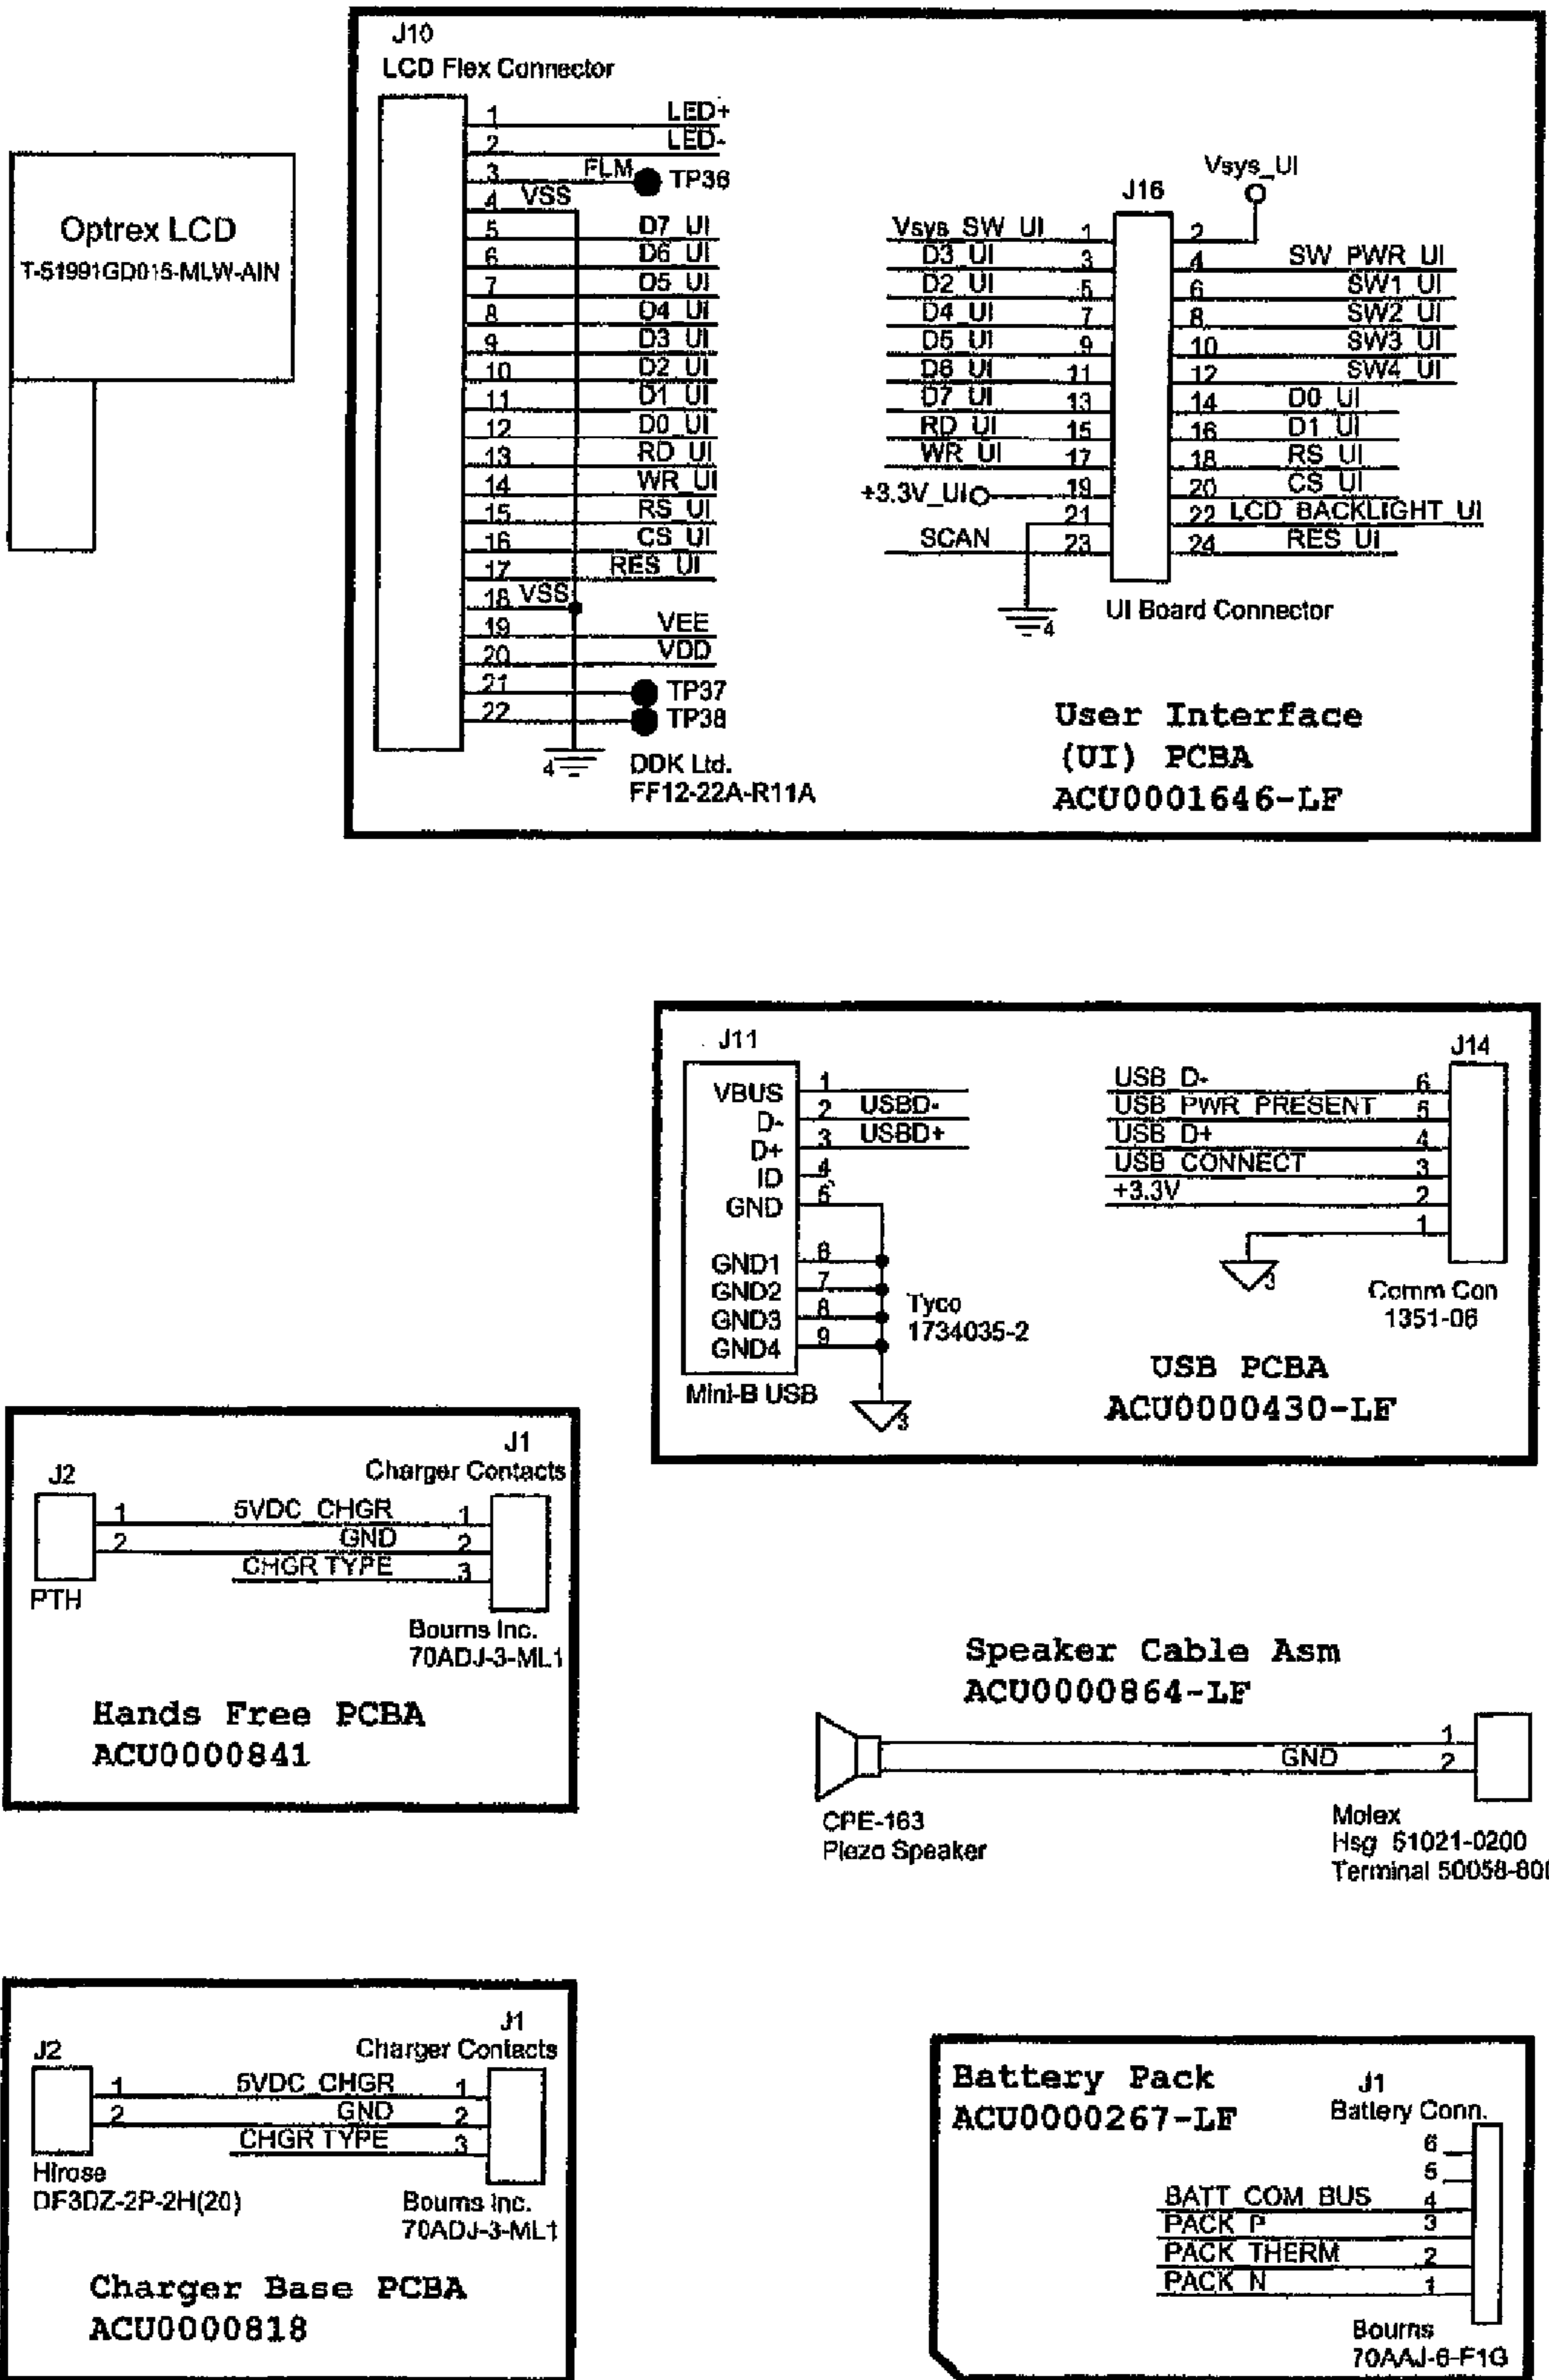 J10
LCD Flex Connector
1 LED+
2 LED-
3 FLM TP36
4 VSS
5 D7_UI
6 D6_UI
7 D5_UI
8 D4_UI
9 D3_UI
10 D2_UI
11 D1_UI
12 D0_UI
13 RD_UI
14 WR_UI
15 RS_UI
16 CS_UI
17 RES_UI
18 VSS
19 VEE
20 VDD
21 TP37
22 TP38
4
DDK Ltd.
FF12-22A-R11A
Optrex LCD
T-51991GD015-MLW-AIN
Vsys_UI
J16
Vsys_SW_UI 1 2
D3_UI 3 4 SW_PWR_UI
D2_UI 5 6 SW1_UI
D4_UI 7 8 SW2_UI
D5_UI 9 10 SW3_UI
D6_UI 11 12 SW4_UI
D7_UI 13 14 D0_UI
RD_UI 15 16 D1_UI
WR_UI 17 18 RS_UI
+3.3V_UI 19 20 CS_UI
21 22 LCD_BACKLIGHT_UI
SCAN 23 24 RES_UI
4
UI Board Connector
User Interface
(UI) PCBA
ACU0001646-LF
J11
VBUS 1
D- 2 USBD-
D+ 3 USBD+
ID 4
GND 5
GND1 6
GND2 7
GND3 8
GND4 9
Mini-B USB
3
Tyco
1734035-2
J14
USB_D- 6
USB_PWR_PRESENT 5
USB_D+ 4
USB_CONNECT 3
+3.3V 2
1
3
Comm Con
1351-06
USB PCBA
ACU0000430-LF
J1
Charger Contacts
J2
1 5VDC_CHGR 1
2 GND 2
CHGR TYPE 3
PTH
Bourns Inc.
70ADJ-3-ML1
Hands Free PCBA
ACU0000841
Speaker Cable Asm
ACU0000864-LF
1
GND 2
CPE-163
Piezo Speaker
Molex
Hsg 51021-0200
Terminal
J1
Charger Contacts
J2
1 5VDC_CHGR 1
2 GND 2
CHGR TYPE 3
Hirose
DF3DZ-2P-2H(20)
Bourns Inc.
70ADJ-3-ML1
Charger Base PCBA
ACU0000818
Battery Pack
ACU0000267-LF
J1
Battery Conn.
6
5
BATT_COM_BUS 4
PACK_P 3
PACK_THERM 2
PACK_N 1
Bourns
70AAJ-6-F1G